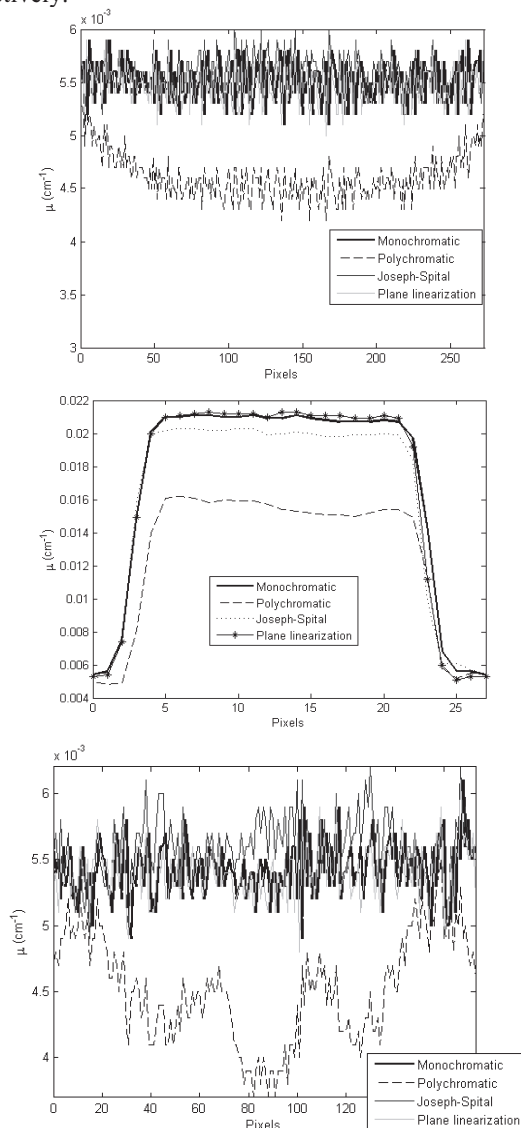 atively.
x 10⁻³
6
5.5
5
4.5
4
3.5
3
μ (cm⁻¹)
0 50 100 150 200 250
Pixels
Monochromatic
Polychromatic
Joseph-Spital
Plane linearization
0.022
0.02
0.018
0.016
0.014
0.012
0.01
0.008
0.006
0.004
μ (cm⁻¹)
0 5 10 15 20 25
Pixels
Monochromatic
Polychromatic
Joseph-Spital
Plane linearization
x 10⁻³
6
5.5
5
4.5
4
μ (cm⁻¹)
0 20 40 60 80 100 120
Pixels
Monochromatic
Polychromatic
Joseph-Spital
Plane linearization